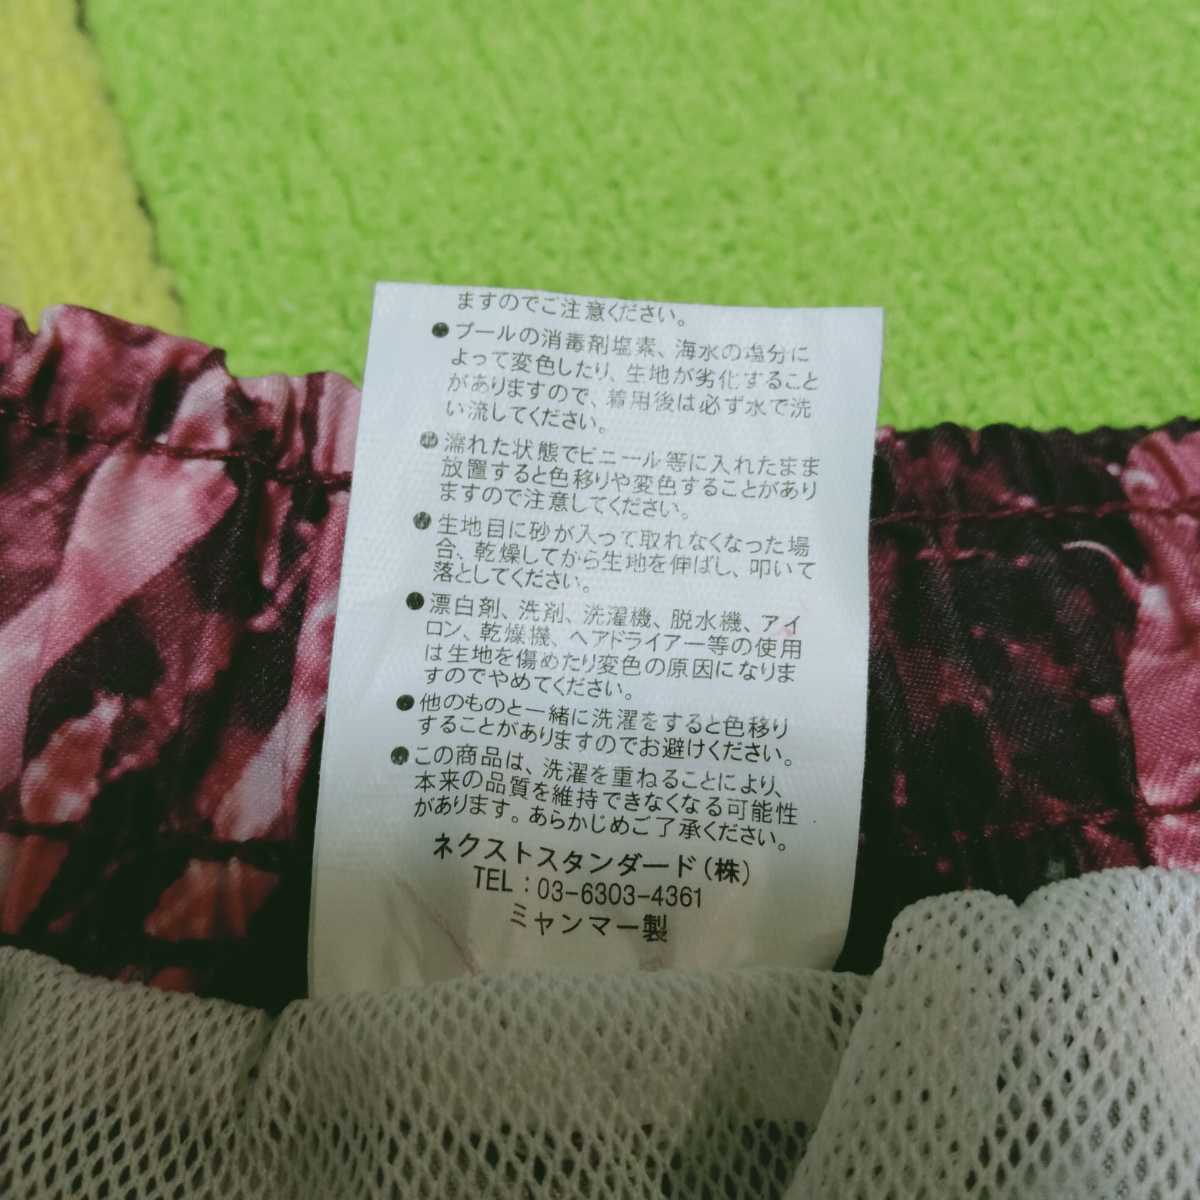 ますのでご注意ください。
●プールの消毒剤塩素、海水の塩分に
よって変色したり、生地が劣化すること
がありますので、着用後は必ず水で洗
い流してください。
●濡れた状態でビニール等に入れたまま
放置すると色移りや変色することがあり
ますので注意してください。
●生地目に砂が入って取れなくなった場
合、乾燥してから生地を伸ばし、叩いて
落としてください。
●漂白剤、洗剤、洗濯機、脱水機、アイ
ロン、乾燥機、ヘアドライアー等の使用
は生地を傷めたり変色の原因になりま
すのでやめてください。
●他のものと一緒に洗濯をすると色移り
することがありますのでお避けください。
●この商品は、洗濯を重ねることにより、
本来の品質を維持できなくなる可能性
があります。あらかじめご了承ください。
ネクストスタンダード(株)
TEL:03-6303-4361
ミャンマー製